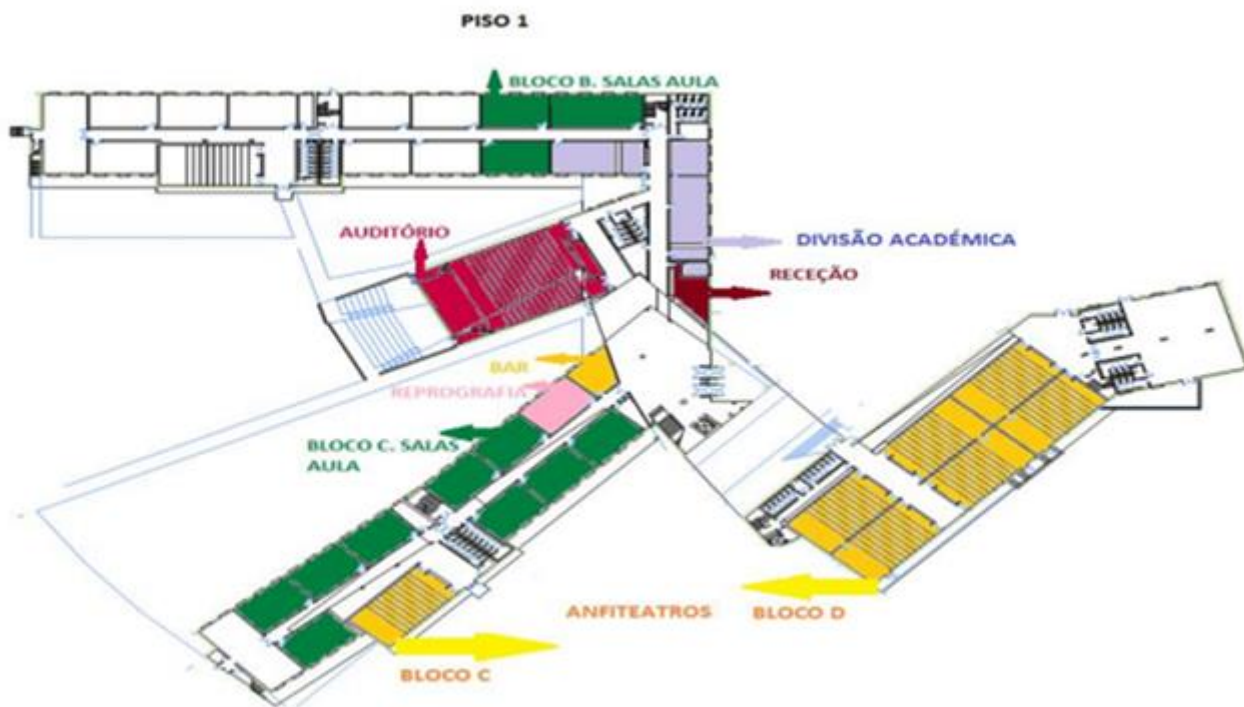 PISO 1
BLOCO B. SALAS AULA
AUDITÓRIO
DIVISÃO ACADÉMICA
RECEÇÃO
BAR
REPROGRAFIA
BLOCO C. SALAS
AULA
ANFITEATROS
BLOCO D
BLOCO C